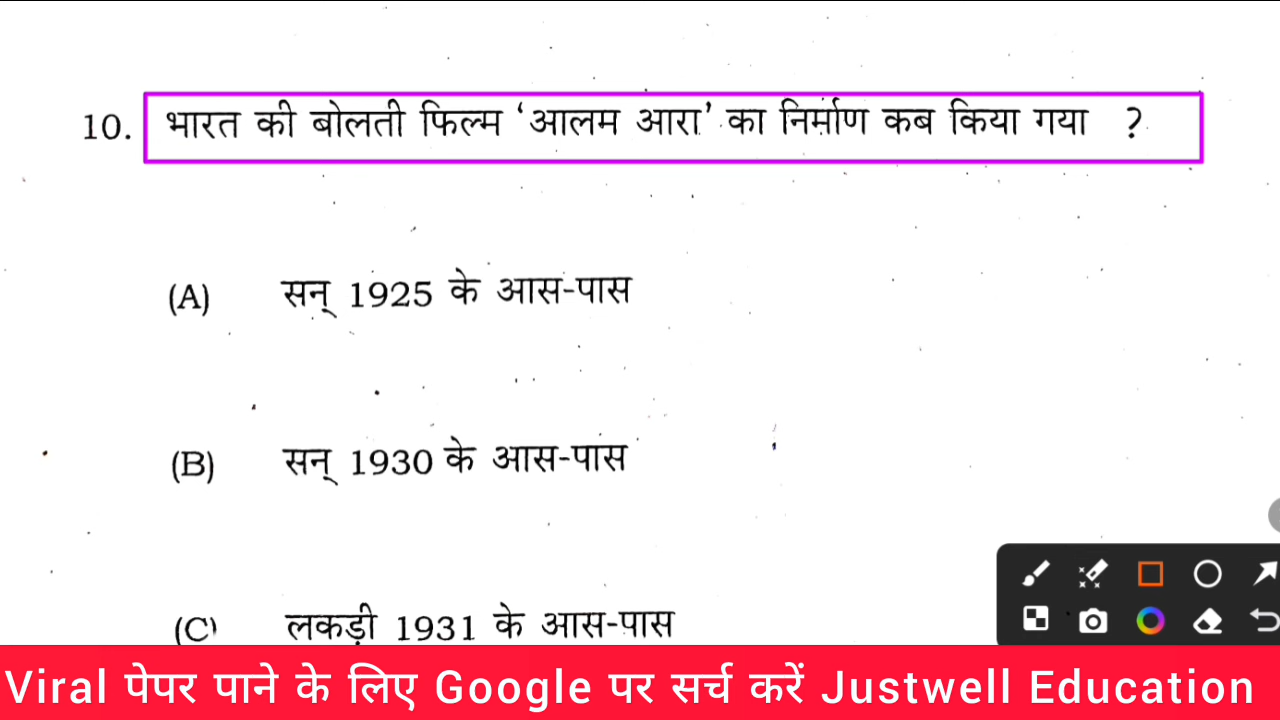 10. भारत की बोलती फिल्म ‘आलम आरा’ का निर्माण कब किया गया ?
(A) सन् 1925 के आस-पास
(B) सन् 1930 के आस-पास
(C) लकड़ी 1931 के आस-पास
Viral पेपर पाने के लिए Google पर सर्च करें Justwell Education